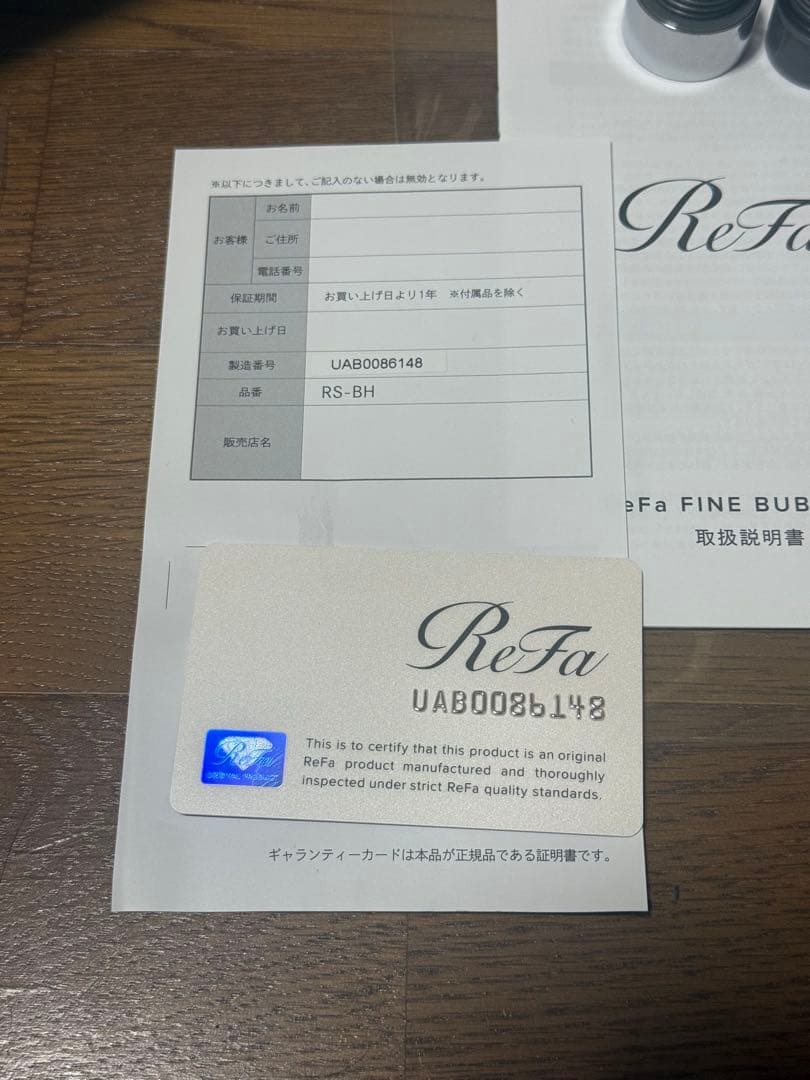 ※以下につきまして、ご記入のない場合は無効となります。
お客様
お名前
ご住所
電話番号
保証期間 お買い上げ日より1年 ※付属品を除く
お買い上げ日
製造番号 UAB0086148
品番 RS-BH
販売店名
ReFa
eFa FINE BUB
取扱説明書
ReFa
UAB0086148
ReFa
This is to certify that this product is an original
ReFa product manufactured and thoroughly
inspected under strict ReFa quality standards.
ギャランティーカードは本品が正規品である証明書です。